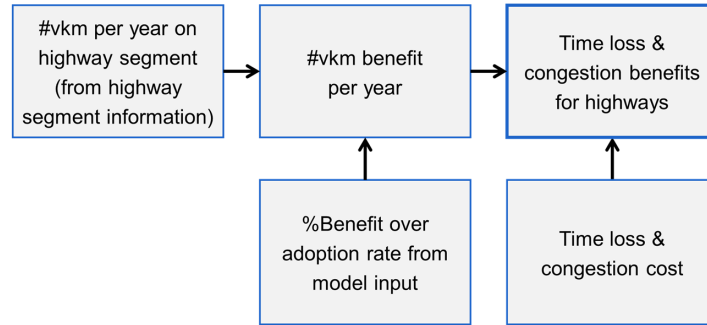 #vkm per year on
highway segment
(from highway
segment information)
#vkm benefit
per year
Time loss &
congestion benefits
for highways
%Benefit over
adoption rate from
model input
Time loss &
congestion cost